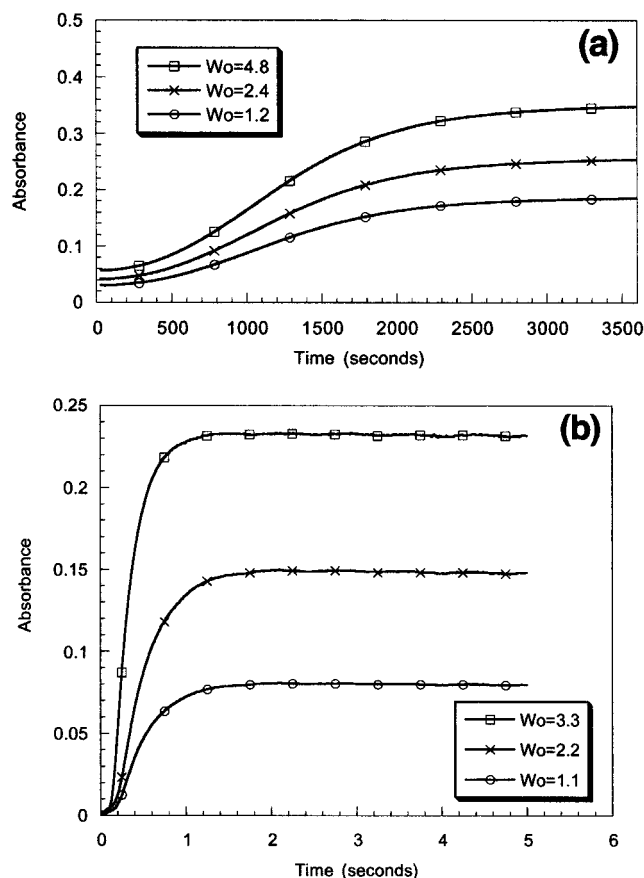 (a)
0.5
Wo=4.8
Wo=2.4
Wo=1.2
0.4
0.3
0.2
0.1
0
Absorbance
0 500 1000 1500 2000 2500 3000 3500
Time (seconds)
(b)
0.25
0.2
0.15
0.1
0.05
0
Absorbance
Wo=3.3
Wo=2.2
Wo=1.1
0 1 2 3 4 5 6
Time (seconds)